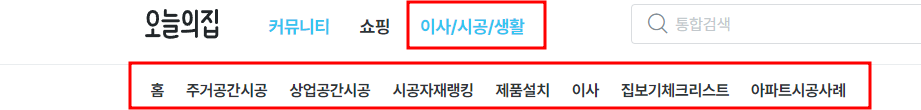 오늘의집 커뮤니티 쇼핑 이사/시공/생활 통합검색
홈 주거공간시공 상업공간시공 시공자재랭킹 제품설치 이사 집보기체크리스트 아파트시공사례